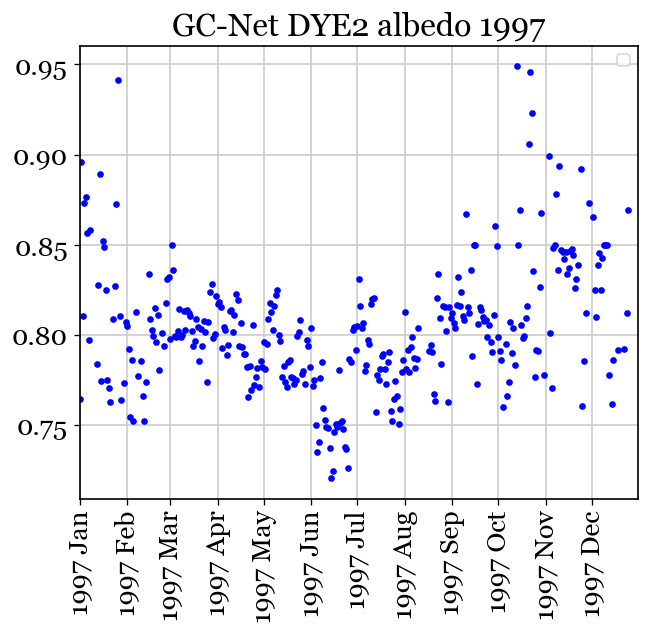 GC-Net DYE2 albedo 1997
0.95
0.90
0.85
0.80
0.75
1997 Jan
1997 Feb
1997 Mar
1997 Apr
1997 May
1997 Jun
1997 Jul
1997 Aug
1997 Sep
1997 Oct
1997 Nov
1997 Dec